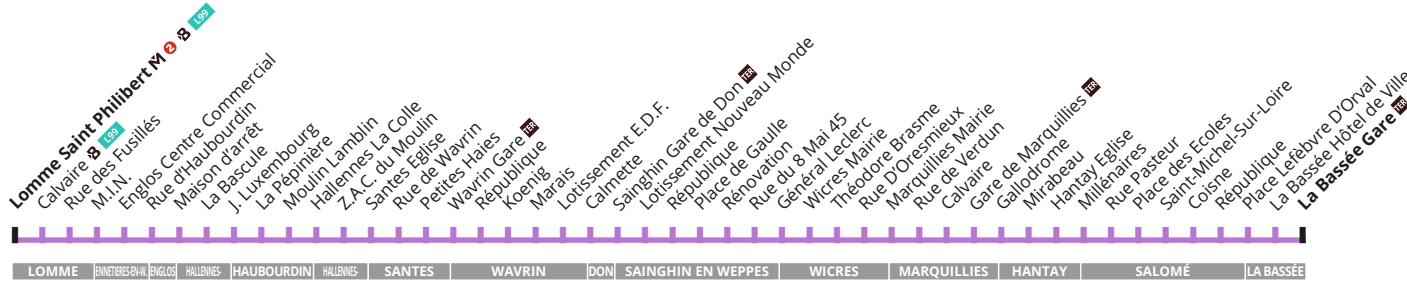 Lomme Saint Philibert M 2 8 L99
Calvaire 8 L99
Rue des Fusillés
M.I.N.
Englos Centre Commercial
Rue d'Haubourdin
Maison d'arrêt
La Bascule
J. Luxembourg
La Pépinière
Moulin Lamblin
Hallennes La Colle
Z.A.C. du Moulin
Santes Eglise
Rue de Wavrin
Petites Haies
Wavrin Gare TER
République
Koenig
Marais
Lotissement E.D.F.
Calmette
Sainghin Gare de Don TER
Lotissement Nouveau Monde
République
Place de Gaulle
Rénovation
Rue du 8 Mai 45
Général Leclerc
Wicres Mairie
Théodore Brasme
Rue D'Oresmieux
Marquillies Mairie
Rue de Verdun
Calvaire
Gare de Marquillies TER
Gallodrome
Mirabeau
Hantay Eglise
Millénaires
Rue Pasteur
Place des Ecoles
Saint-Michel-Sur-Loire
Coisne
République
Place Lefèbvre D'Orval
La Bassée Hôtel de Ville
La Bassée Gare TER
LOMME ENNETIERES-EN-W. ENGLOS HALLENNES- HAUBOURDIN HALLENNES- SANTES WAVRIN DON SAINGHIN EN WEPPES WICRES MARQUILLIES HANTAY SALOMÉ LA BASSÉE